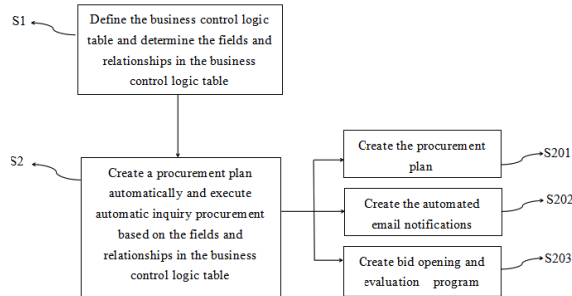 S1
Define the business control logic
table and determine the fields and
relationships in the business
control logic table
S2
Create a procurement plan
automatically and execute
automatic inquiry procurement
based on the fields and
relationships in the business
control logic table
Create the procurement
plan
S201
Create the automated
email notifications
S202
Create bid opening and
evaluation program
S203